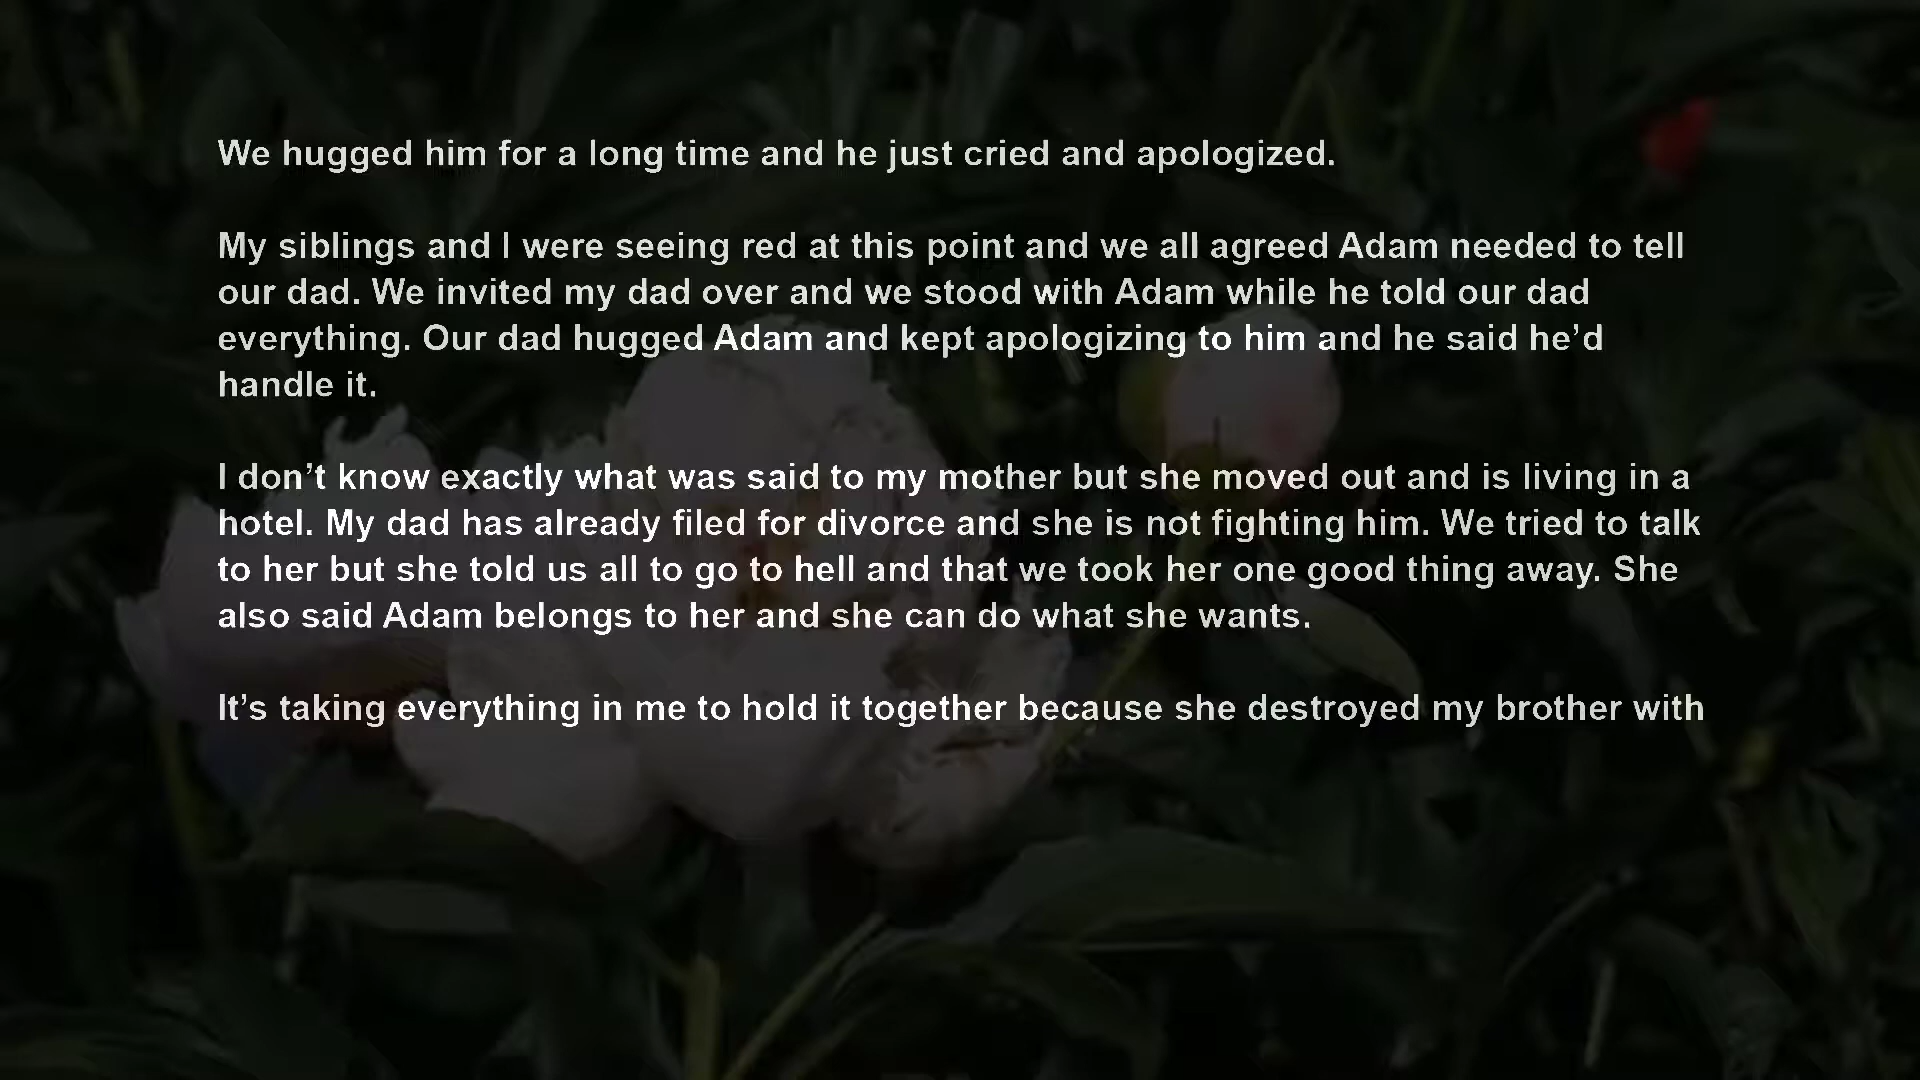 We hugged him for a long time and he just cried and apologized.
My siblings and I were seeing red at this point and we all agreed Adam needed to tell
our dad. We invited my dad over and we stood with Adam while he told our dad
everything. Our dad hugged Adam and kept apologizing to him and he said he’d
handle it.
I don’t know exactly what was said to my mother but she moved out and is living in a
hotel. My dad has already filed for divorce and she is not fighting him. We tried to talk
to her but she told us all to go to hell and that we took her one good thing away. She
also said Adam belongs to her and she can do what she wants.
It’s taking everything in me to hold it together because she destroyed my brother with